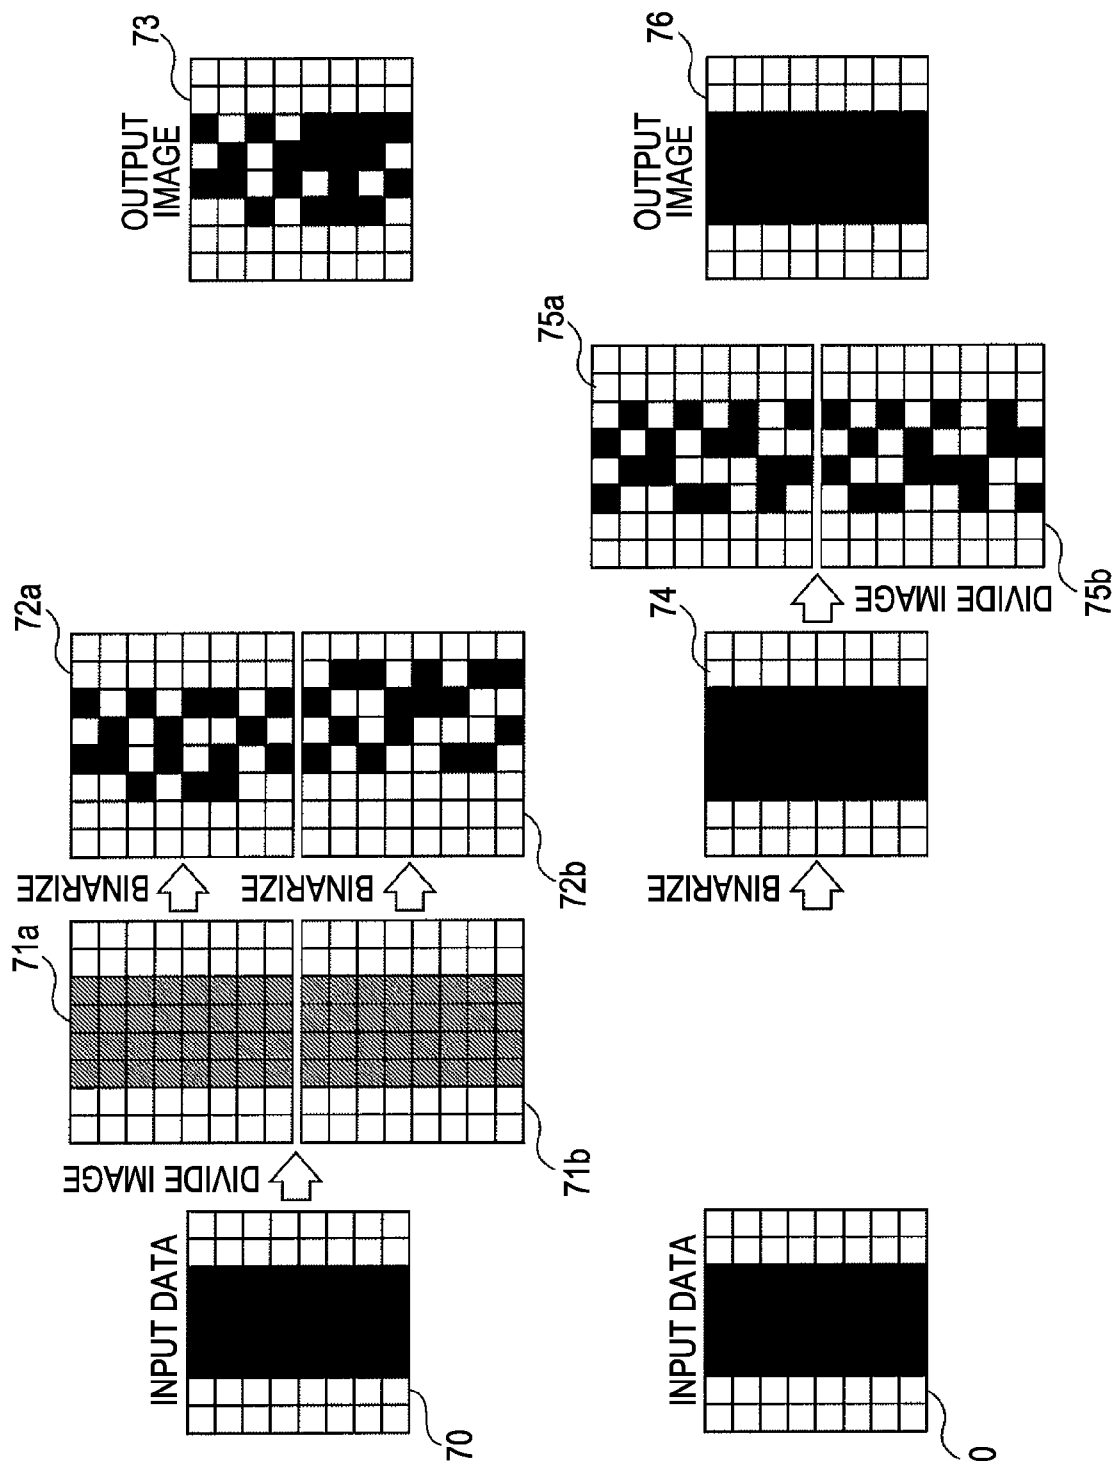 INPUT DATA
70
DIVIDE IMAGE
71a
71b
BINARIZE
BINARIZE
72a
72b
OUTPUT
IMAGE
73
INPUT DATA
0
BINARIZE
74
DIVIDE IMAGE
75a
75b
OUTPUT
IMAGE
76